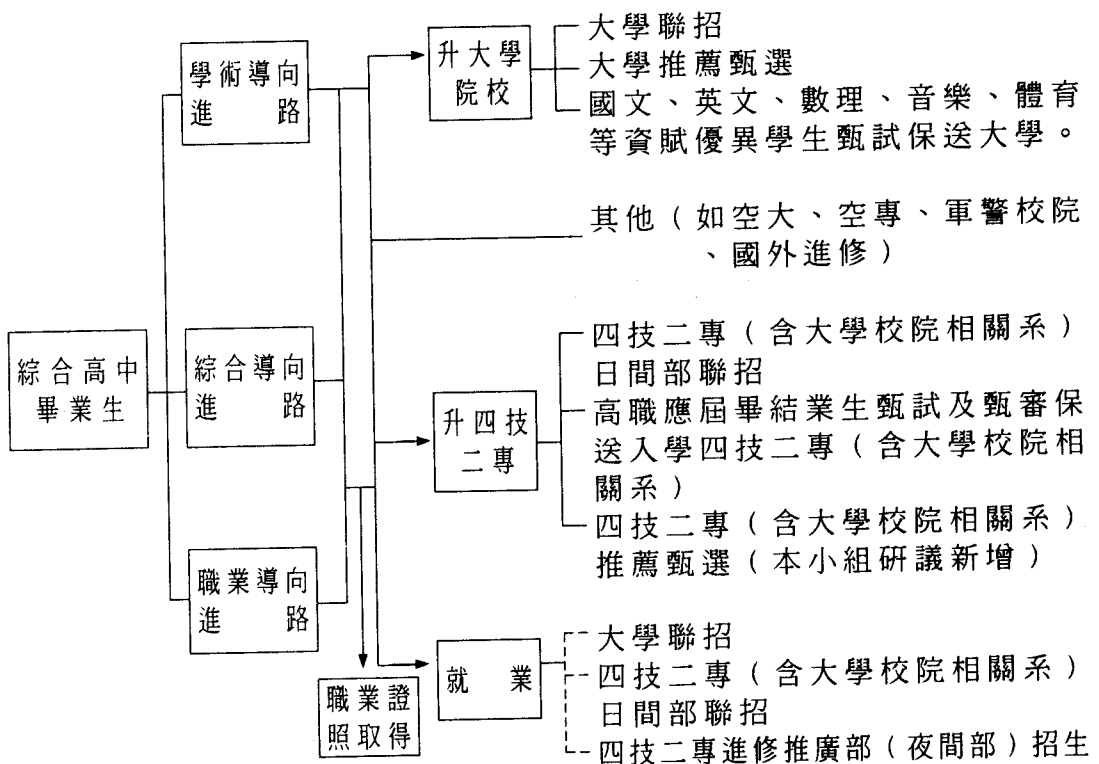 綜合高中
畢業生
學術導向
進路
綜合導向
進路
職業導向
進路
職業證
照取得
升大學
院校
大學聯招
大學推薦甄選
國文、英文、數理、音樂、體育
等資賦優異學生甄試保送大學。
其他(如空大、空專、軍警校院
、國外進修)
升四技
二專
四技二專(含大學校院相關系)
日間部聯招
高職應屆畢結業生甄試及甄審保
送入學四技二專(含大學校院相
關系)
四技二專(含大學校院相關系)
推薦甄選(本小組研議新增)
就業
大學聯招
四技二專(含大學校院相關系)
日間部聯招
四技二專進修推廣部(夜間部)招生